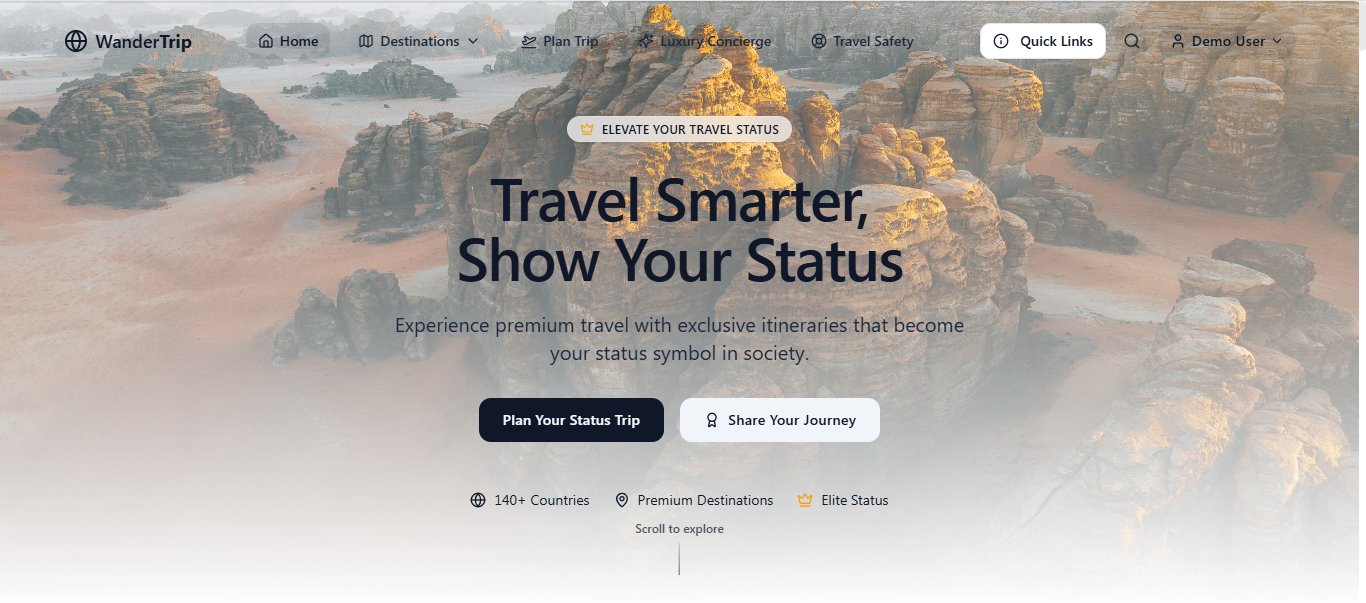 WanderTrip
Home
Destinations
Plan Trip
Luxury Concierge
Travel Safety
Quick Links
Demo User
ELEVATE YOUR TRAVEL STATUS
Travel Smarter,
Show Your Status
Experience premium travel with exclusive itineraries that become
your status symbol in society.
Plan Your Status Trip
Share Your Journey
140+ Countries
Premium Destinations
Elite Status
Scroll to explore